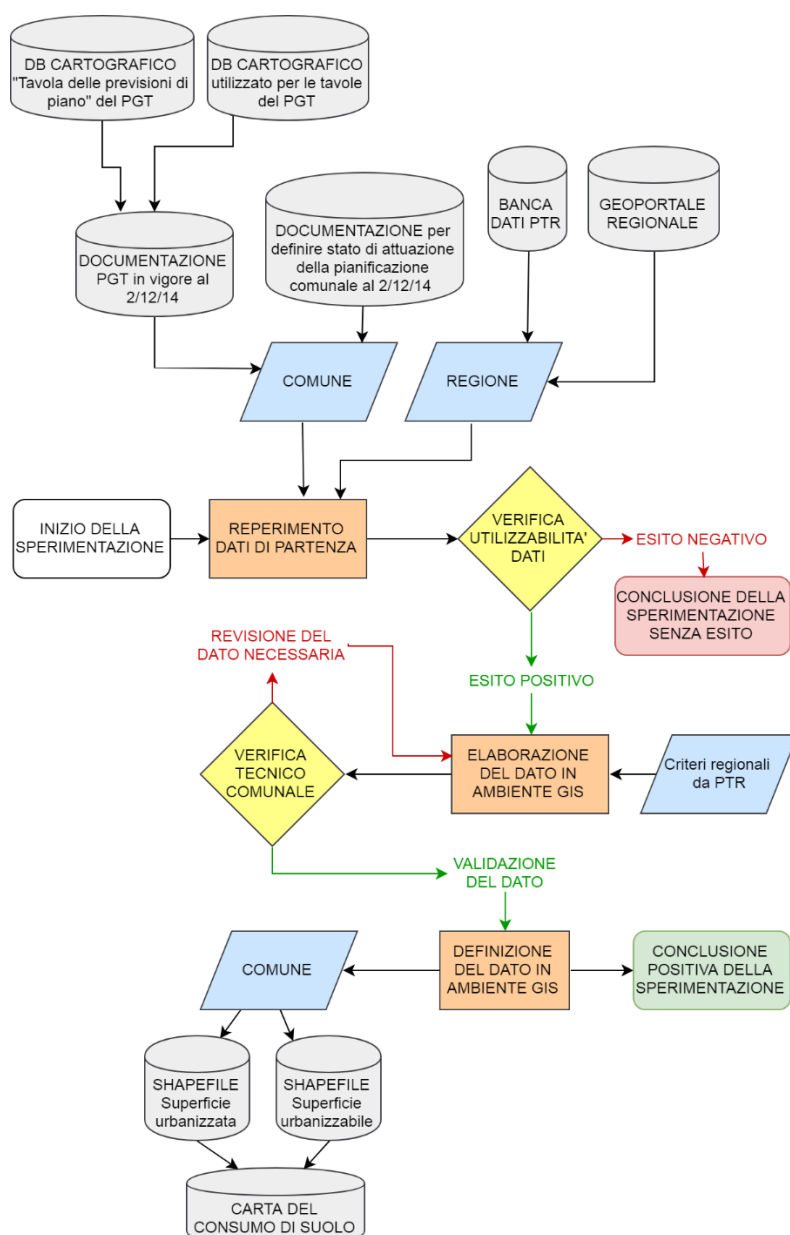 DB CARTOGRAFICO
"Tavola delle previsioni di
piano" del PGT
DB CARTOGRAFICO
utilizzato per le tavole
del PGT
DOCUMENTAZIONE
PGT in vigore al
2/12/14
DOCUMENTAZIONE per
definire stato di attuazione
della pianificazione
comunale al 2/12/14
BANCA
DATI PTR
GEOPORTALE
REGIONALE
COMUNE
REGIONE
INIZIO DELLA
SPERIMENTAZIONE
REPERIMENTO
DATI DI PARTENZA
VERIFICA
UTILIZZABILITA'
DATI
ESITO NEGATIVO
CONCLUSIONE DELLA
SPERIMENTAZIONE
SENZA ESITO
REVISIONE DEL
DATO NECESSARIA
ESITO POSITIVO
VERIFICA
TECNICO
COMUNALE
ELABORAZIONE
DEL DATO IN
AMBIENTE GIS
Criteri regionali
da PTR
VALIDAZIONE
DEL DATO
COMUNE
DEFINIZIONE
DEL DATO IN
AMBIENTE GIS
CONCLUSIONE
POSITIVA DELLA
SPERIMENTAZIONE
SHAPEFILE
Superficie
urbanizzata
SHAPEFILE
Superficie
urbanizzabile
CARTA DEL
CONSUMO DI SUOLO